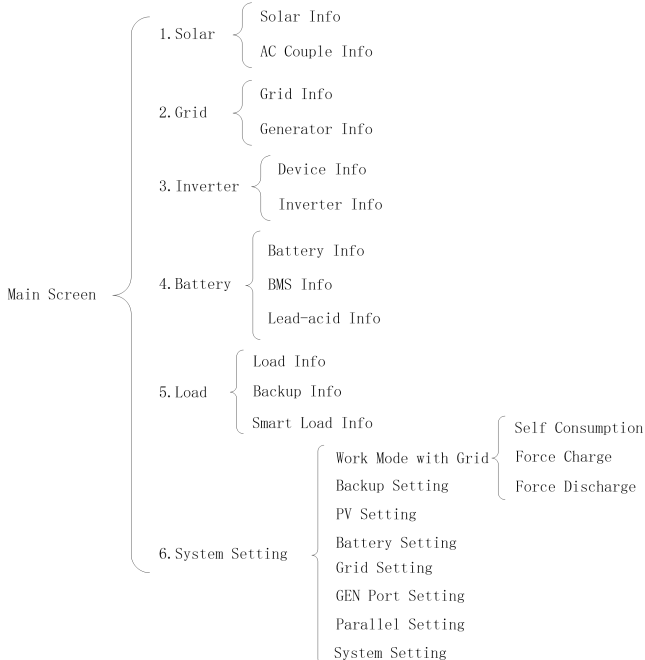 Main Screen
1.Solar
Solar Info
AC Couple Info
2.Grid
Grid Info
Generator Info
3.Inverter
Device Info
Inverter Info
4.Battery
Battery Info
BMS Info
Lead-acid Info
5.Load
Load Info
Backup Info
Smart Load Info
6.System Setting
Work Mode with Grid
Self Consumption
Force Charge
Force Discharge
Backup Setting
PV Setting
Battery Setting
Grid Setting
GEN Port Setting
Parallel Setting
System Setting